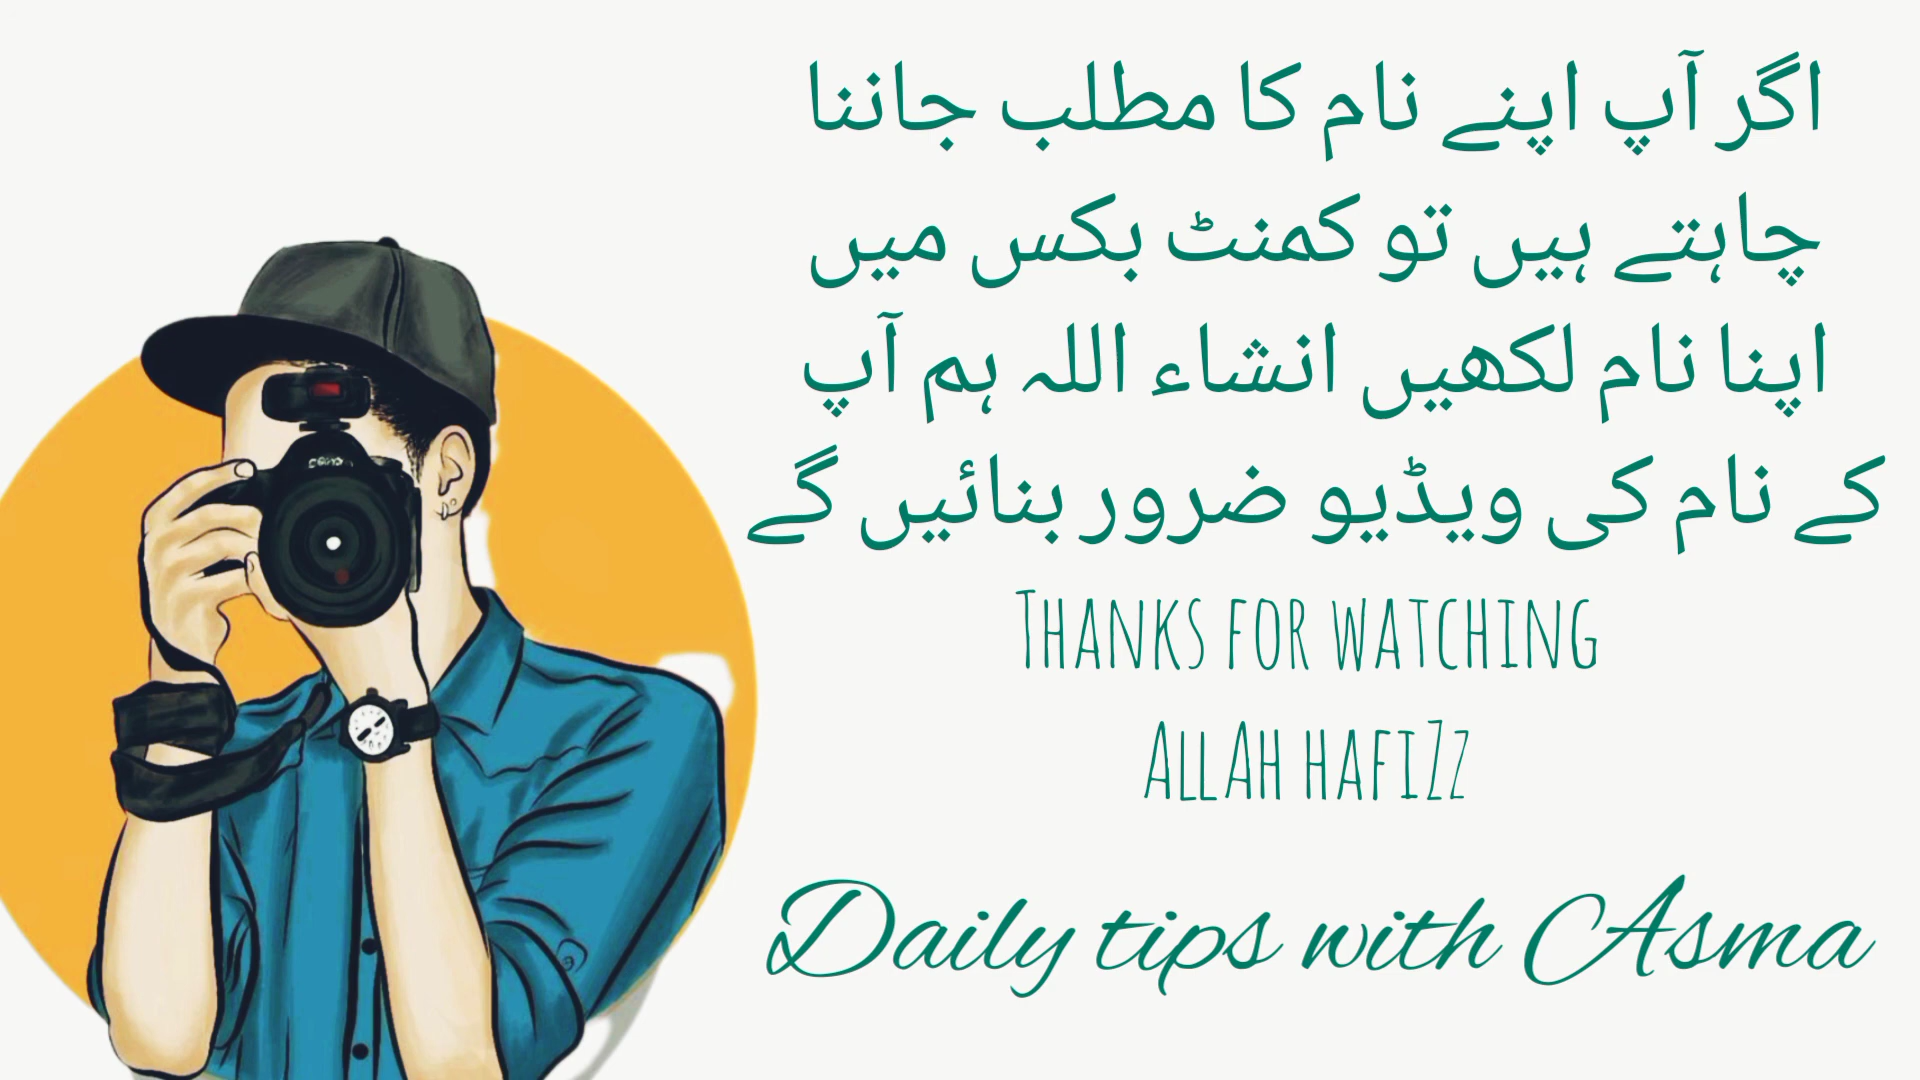 اگر آپ اپنے نام کا مطلب جاننا
چاہتے ہیں تو کمنٹ بکس میں
اپنا نام لکھیں انشاء اللہ ہم آپ
کے نام کی ویڈیو ضرور بنائیں گے
Thanks for watching
AllAh hafiZz
Daily tips with Asma
Canon